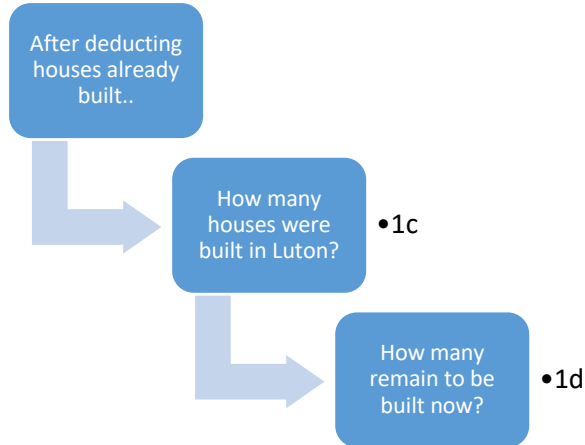 After deducting
houses already
built..
How many
houses were
built in Luton?
•1c
How many
remain to be
built now?
•1d